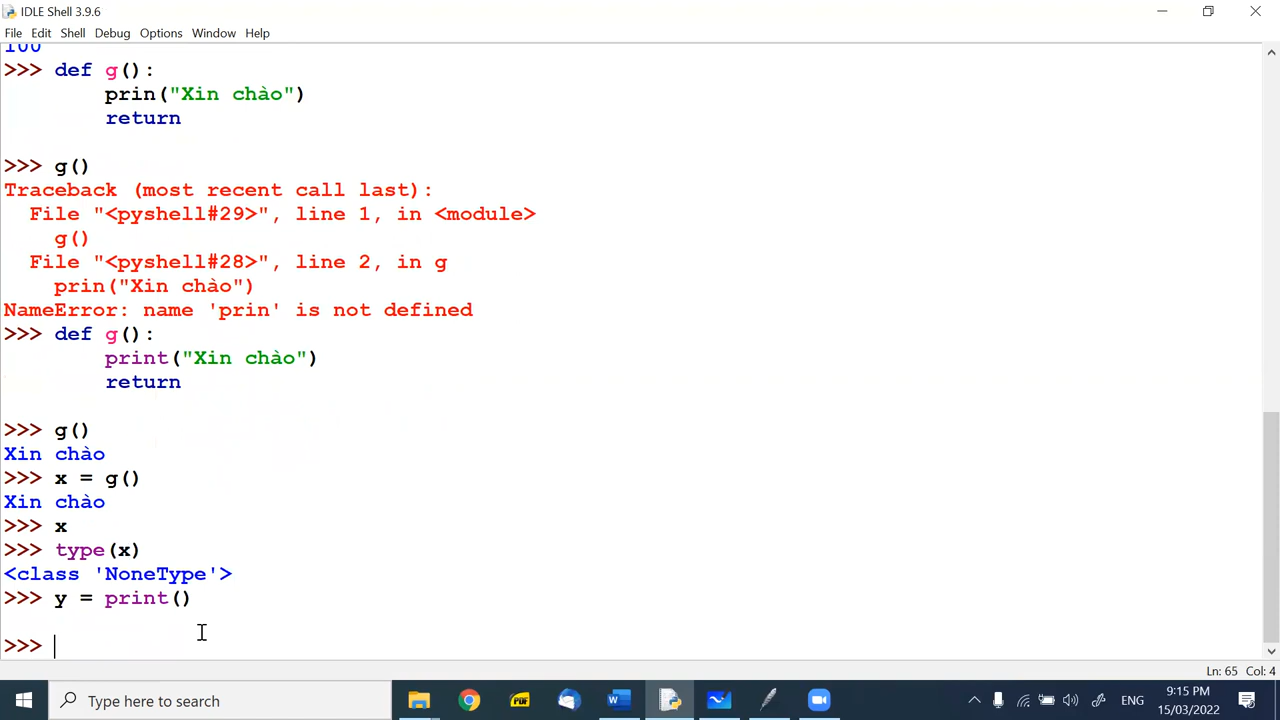 IDLE Shell 3.9.6
File Edit Shell Debug Options Window Help
100
>>> def g():
        prin("Xin chào")
        return
>>> g()
Traceback (most recent call last):
  File "<pyshell#29>", line 1, in <module>
    g()
  File "<pyshell#28>", line 2, in g
    prin("Xin chào")
NameError: name 'prin' is not defined
>>> def g():
        print("Xin chào")
        return
>>> g()
Xin chào
>>> x = g()
Xin chào
>>> x
>>> type(x)
<class 'NoneType'>
>>> y = print()
>>>
Ln: 65 Col: 4
Type here to search
PDF
ENG
9:15 PM
15/03/2022